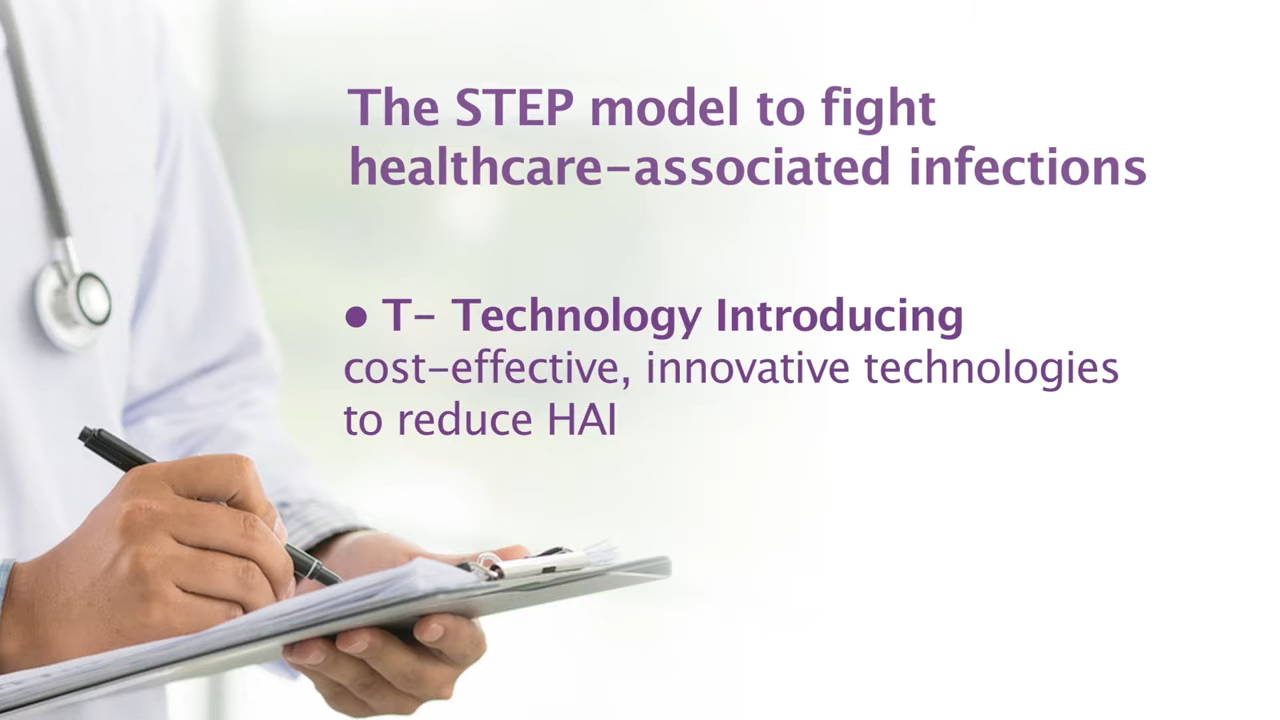 The STEP model to fight
healthcare-associated infections
● T- Technology Introducing
cost-effective, innovative technologies
to reduce HAI